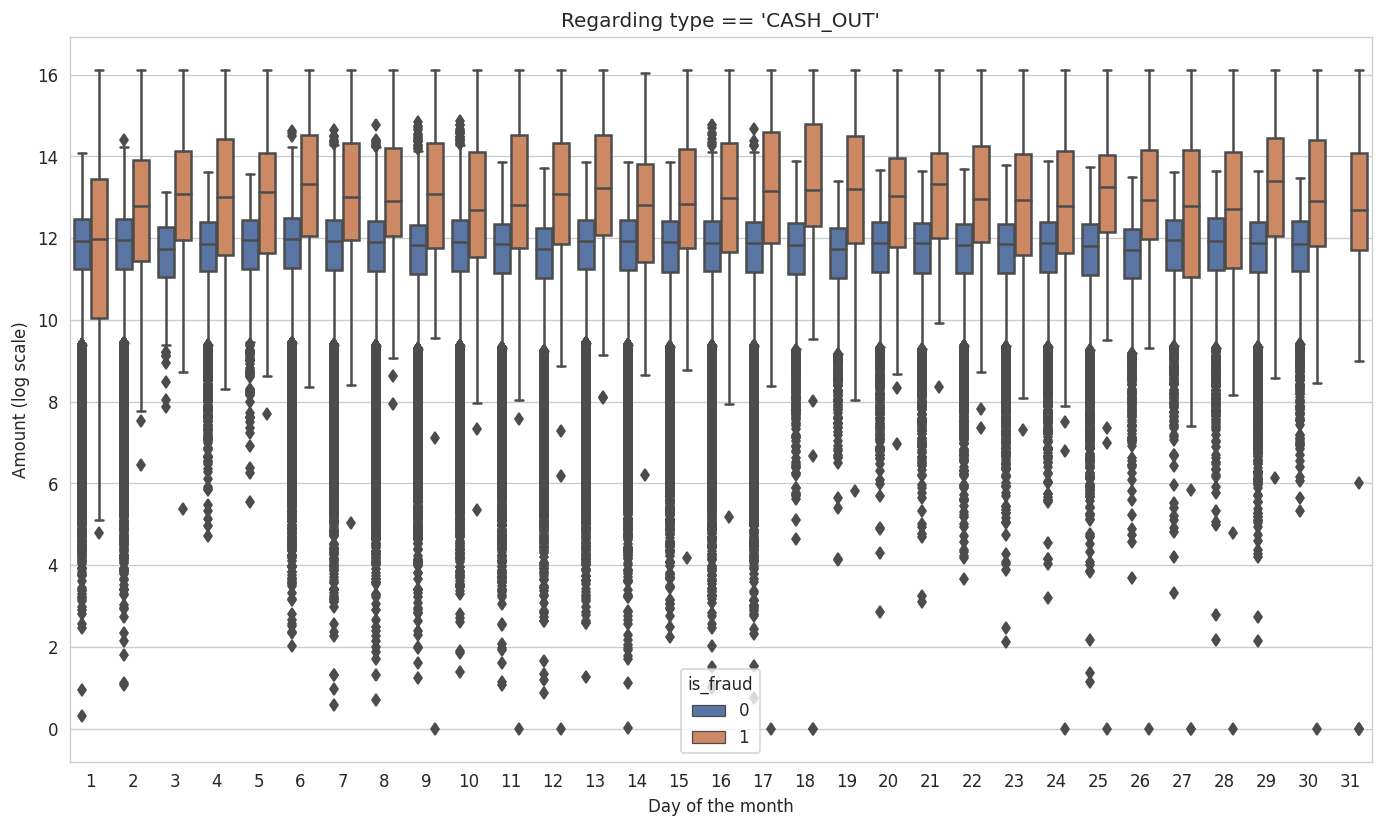 Regarding type == 'CASH_OUT'
Amount (log scale)
16
14
12
10
8
6
4
2
0
is_fraud
0
1
1 2 3 4 5 6 7 8 9 10 11 12 13 14 15 16 17 18 19 20 21 22 23 24 25 26 27 28 29 30 31
Day of the month